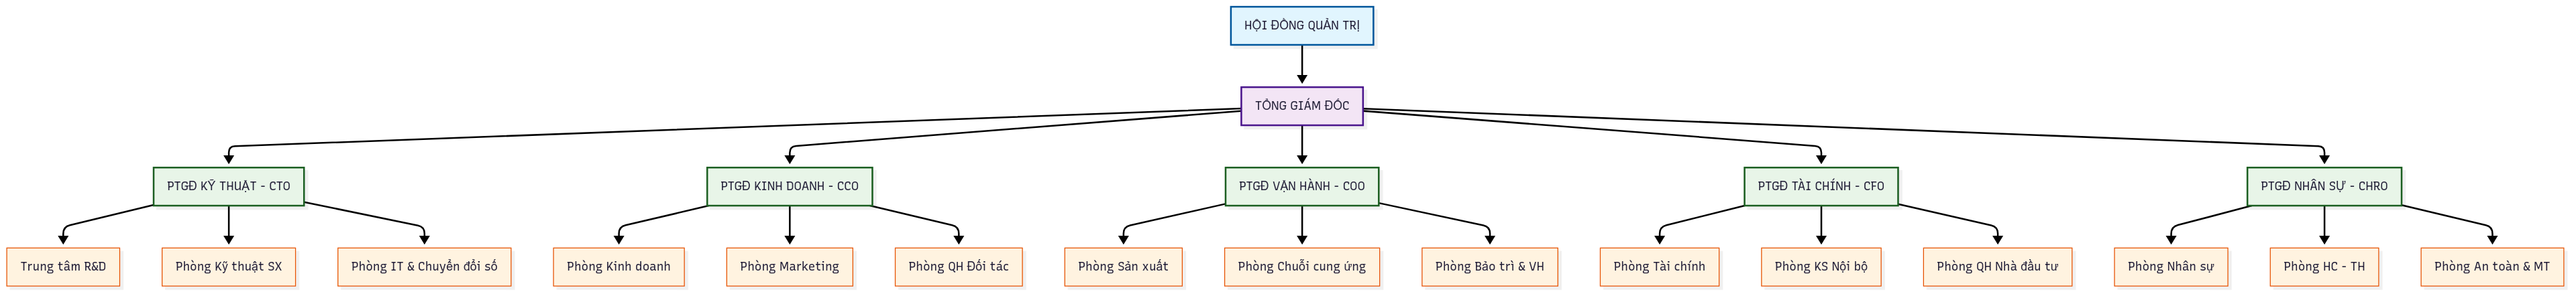 HỘI ĐỒNG QUẢN TRỊ
TỔNG GIÁM ĐỐC
PTGĐ KỸ THUẬT - CTO
PTGĐ KINH DOANH - CCO
PTGĐ VẬN HÀNH - COO
PTGĐ TÀI CHÍNH - CFO
PTGĐ NHÂN SỰ - CHRO
Trung tâm R&D
Phòng Kỹ thuật SX
Phòng IT & Chuyển đổi số
Phòng Kinh doanh
Phòng Marketing
Phòng QH Đối tác
Phòng Sản xuất
Phòng Chuỗi cung ứng
Phòng Bảo trì & VH
Phòng Tài chính
Phòng KS Nội bộ
Phòng QH Nhà đầu tư
Phòng Nhân sự
Phòng HC - TH
Phòng An toàn & MT